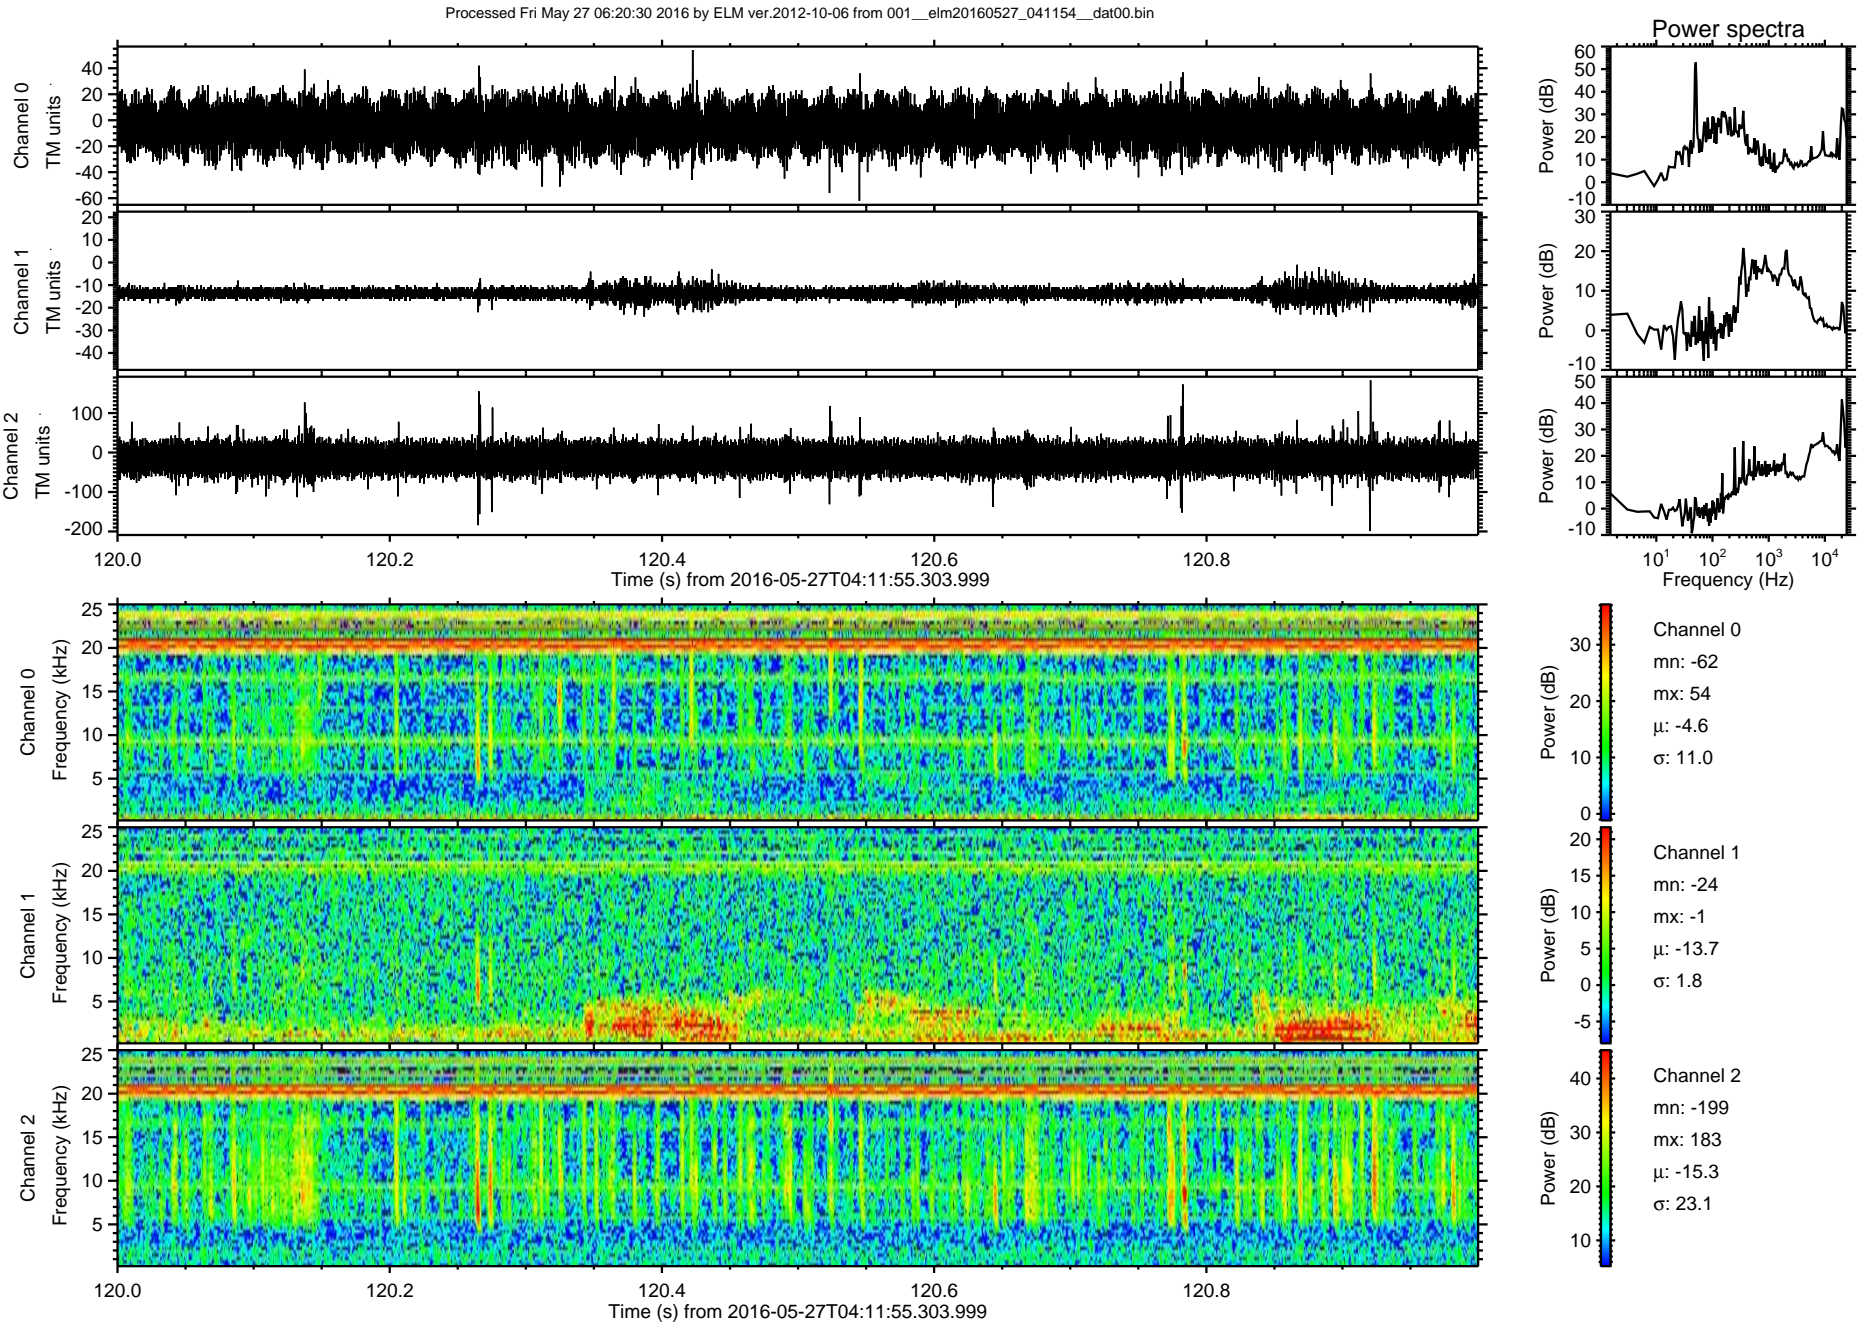 Processed Fri May 27 06:20:30 2016 by ELM ver.2012-10-06 from 001__elm20160527_041154__dat00.bin
Power spectra
Channel 0
TM units
40
20
0
-20
-40
-60
Power (dB)
60
50
40
30
20
10
0
-10
Channel 1
TM units
20
10
0
-10
-20
-30
-40
Power (dB)
30
20
10
0
-10
Channel 2
TM units
100
0
-100
-200
Power (dB)
50
40
30
20
10
0
-10
120.0 120.2 120.4 120.6 120.8
Time (s) from 2016-05-27T04:11:55.303.999
10¹ 10² 10³ 10⁴
Frequency (Hz)
Channel 0
Frequency (kHz)
25
20
15
10
5
Power (dB)
30
20
10
0
Channel 0
mn: -62
mx: 54
μ: -4.6
σ: 11.0
Channel 1
Frequency (kHz)
25
20
15
10
5
Power (dB)
20
15
10
5
0
-5
Channel 1
mn: -24
mx: -1
μ: -13.7
σ: 1.8
Channel 2
Frequency (kHz)
25
20
15
10
5
Power (dB)
40
30
20
10
Channel 2
mn: -199
mx: 183
μ: -15.3
σ: 23.1
120.0 120.2 120.4 120.6 120.8
Time (s) from 2016-05-27T04:11:55.303.999